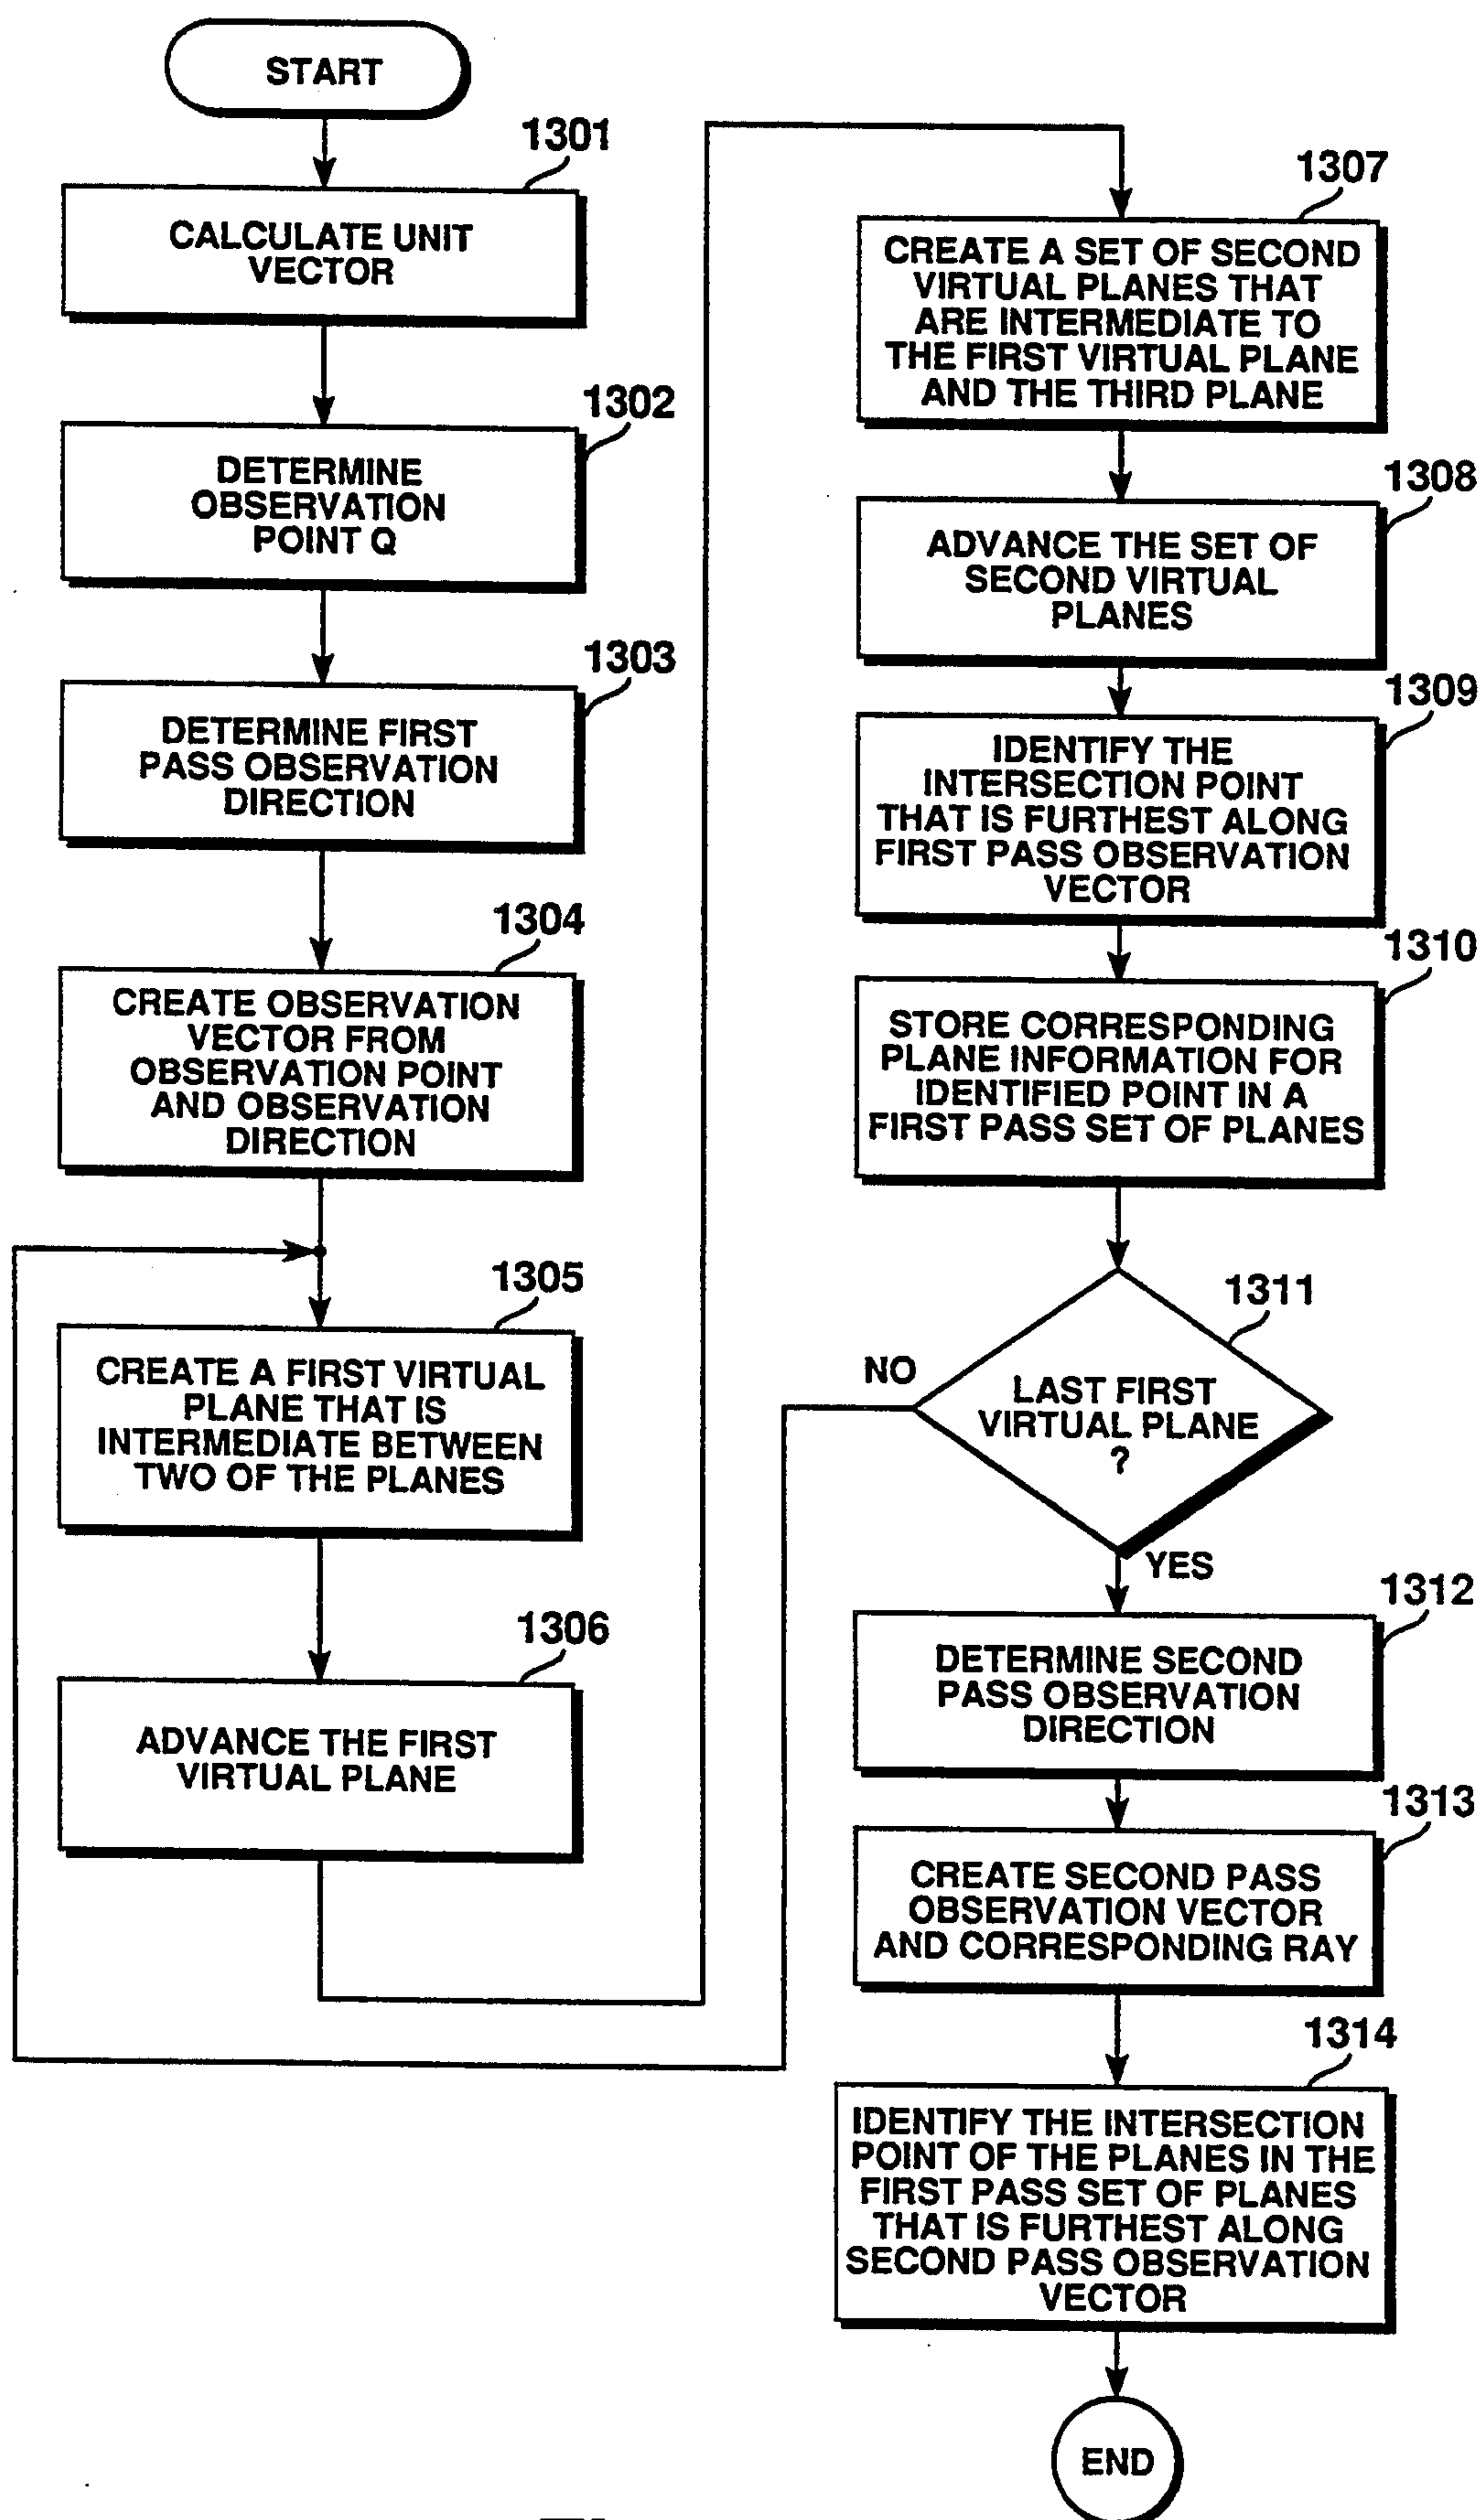 START
1301
CALCULATE UNIT
VECTOR
1302
DETERMINE
OBSERVATION
POINT Q
1303
DETERMINE FIRST
PASS OBSERVATION
DIRECTION
1304
CREATE OBSERVATION
VECTOR FROM
OBSERVATION POINT
AND OBSERVATION
DIRECTION
1305
CREATE A FIRST VIRTUAL
PLANE THAT IS
INTERMEDIATE BETWEEN
TWO OF THE PLANES
1306
ADVANCE THE FIRST
VIRTUAL PLANE
1307
CREATE A SET OF SECOND
VIRTUAL PLANES THAT
ARE INTERMEDIATE TO
THE FIRST VIRTUAL PLANE
AND THE THIRD PLANE
1308
ADVANCE THE SET OF
SECOND VIRTUAL
PLANES
1309
IDENTIFY THE
INTERSECTION POINT
THAT IS FURTHEST ALONG
FIRST PASS OBSERVATION
VECTOR
1310
STORE CORRESPONDING
PLANE INFORMATION FOR
IDENTIFIED POINT IN A
FIRST PASS SET OF PLANES
1311
NO
LAST FIRST
VIRTUAL PLANE
?
YES
1312
DETERMINE SECOND
PASS OBSERVATION
DIRECTION
1313
CREATE SECOND PASS
OBSERVATION VECTOR
AND CORRESPONDING RAY
1314
IDENTIFY THE INTERSECTION
POINT OF THE PLANES IN THE
FIRST PASS SET OF PLANES
THAT IS FURTHEST ALONG
SECOND PASS OBSERVATION
VECTOR
END